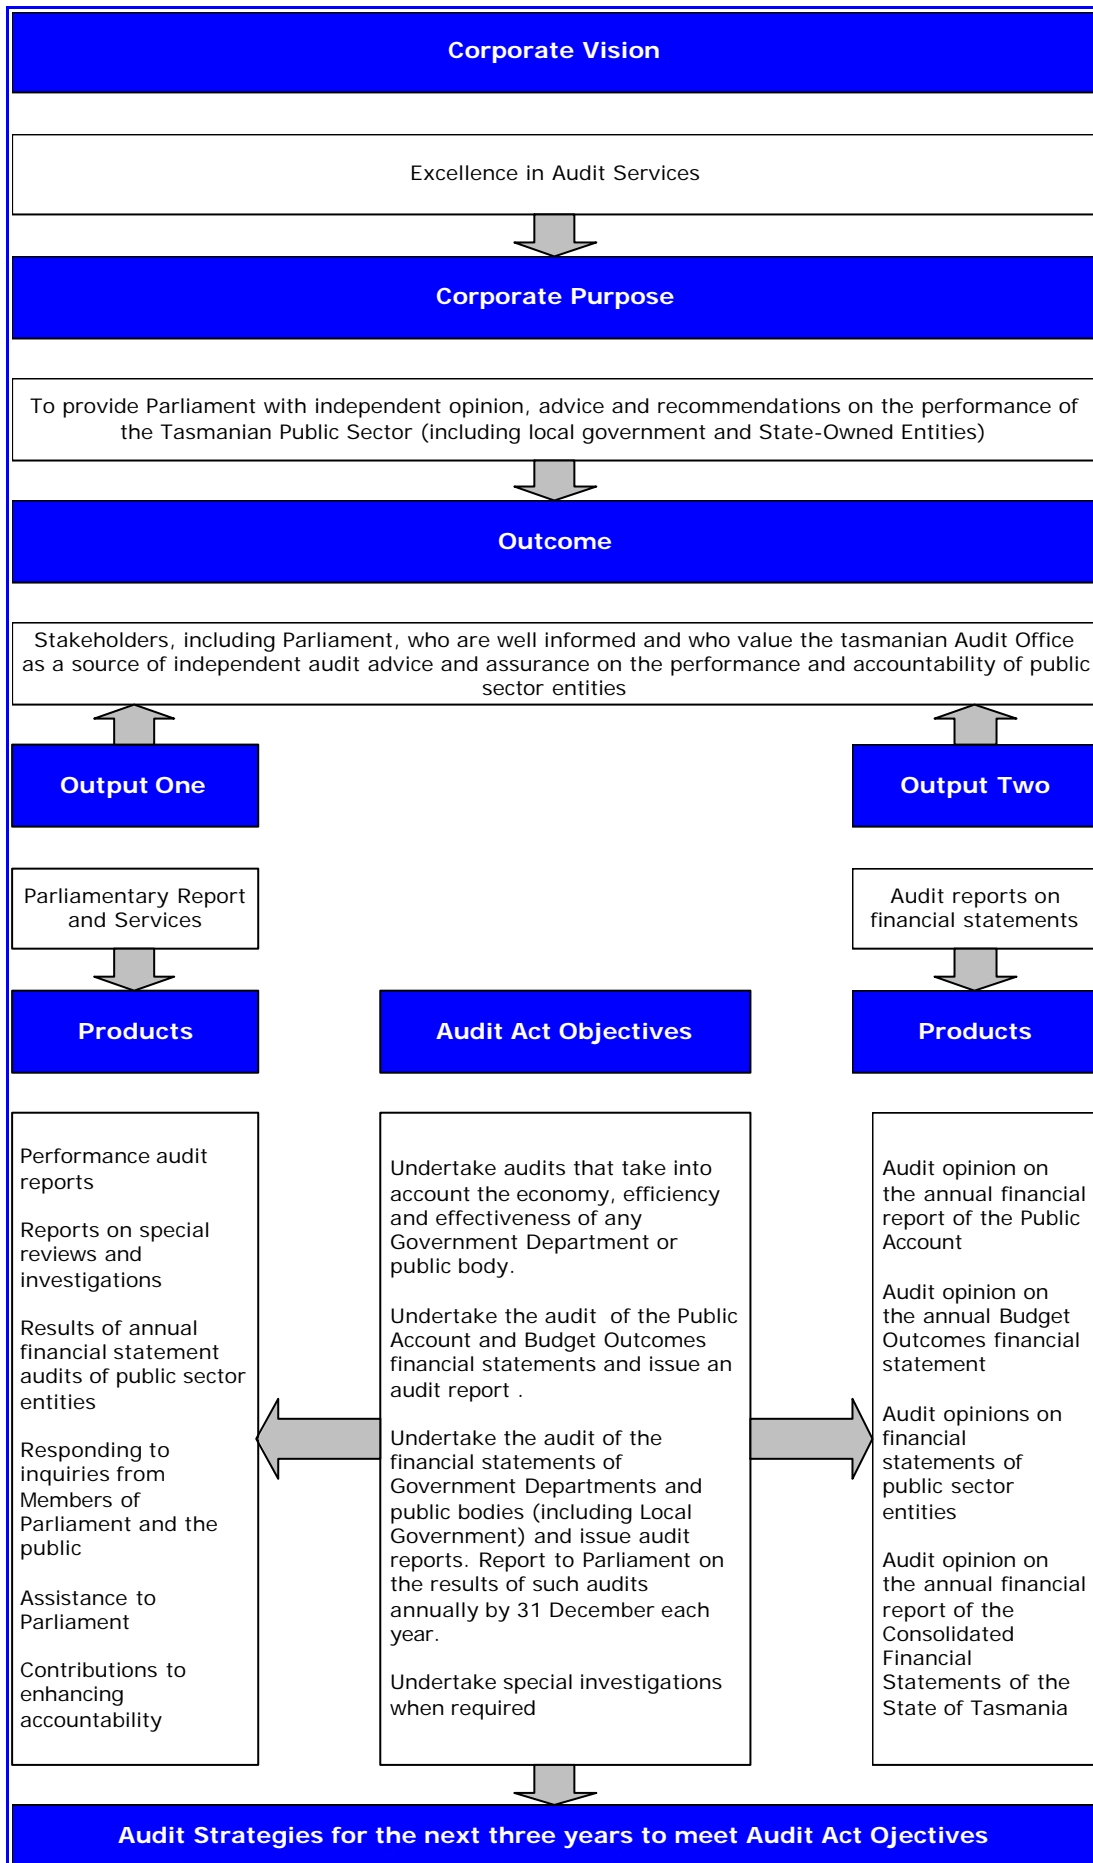 Corporate Vision
Excellence in Audit Services
Corporate Purpose
To provide Parliament with independent opinion, advice and recommendations on the performance of
the Tasmanian Public Sector (including local government and State-Owned Entities)
Outcome
Stakeholders, including Parliament, who are well informed and who value the tasmanian Audit Office
as a source of independent audit advice and assurance on the performance and accountability of public
sector entities
Output One
Parliamentary Report
and Services
Output Two
Audit reports on
financial statements
Products
Performance audit
reports
Reports on special
reviews and
investigations
Results of annual
financial statement
audits of public sector
entities
Responding to
inquiries from
Members of
Parliament and the
public
Assistance to
Parliament
Contributions to
enhancing
accountability
Audit Act Objectives
Undertake audits that take into
account the economy, efficiency
and effectiveness of any
Government Department or
public body.
Undertake the audit  of the Public
Account and Budget Outcomes
financial statements and issue an
audit report .
Undertake the audit of the
financial statements of
Government Departments and
public bodies (including Local
Government) and issue audit
reports. Report to Parliament on
the results of such audits
annually by 31 December each
year.
Undertake special investigations
when required
Products
Audit opinion on
the annual financial
report of the Public
Account
Audit opinion on
the annual Budget
Outcomes financial
statement
Audit opinions on
financial
statements of
public sector
entities
Audit opinion on
the annual financial
report of the
Consolidated
Financial
Statements of the
State of Tasmania
Audit Strategies for the next three years to meet Audit Act Ojectives